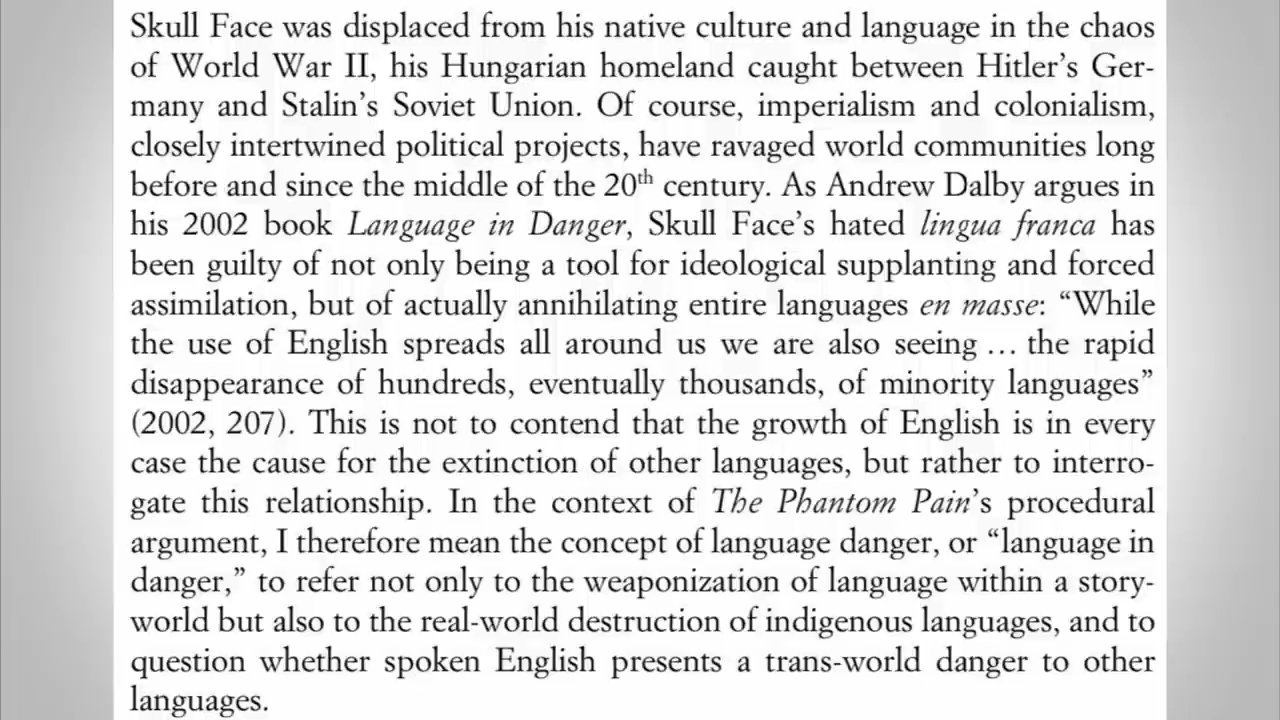 Skull Face was displaced from his native culture and language in the chaos
of World War II, his Hungarian homeland caught between Hitler’s Ger-
many and Stalin’s Soviet Union. Of course, imperialism and colonialism,
closely intertwined political projects, have ravaged world communities long
before and since the middle of the 20th century. As Andrew Dalby argues in
his 2002 book Language in Danger, Skull Face’s hated lingua franca has
been guilty of not only being a tool for ideological supplanting and forced
assimilation, but of actually annihilating entire languages en masse: “While
the use of English spreads all around us we are also seeing … the rapid
disappearance of hundreds, eventually thousands, of minority languages”
(2002, 207). This is not to contend that the growth of English is in every
case the cause for the extinction of other languages, but rather to interro-
gate this relationship. In the context of The Phantom Pain’s procedural
argument, I therefore mean the concept of language danger, or “language in
danger,” to refer not only to the weaponization of language within a story-
world but also to the real-world destruction of indigenous languages, and to
question whether spoken English presents a trans-world danger to other
languages.